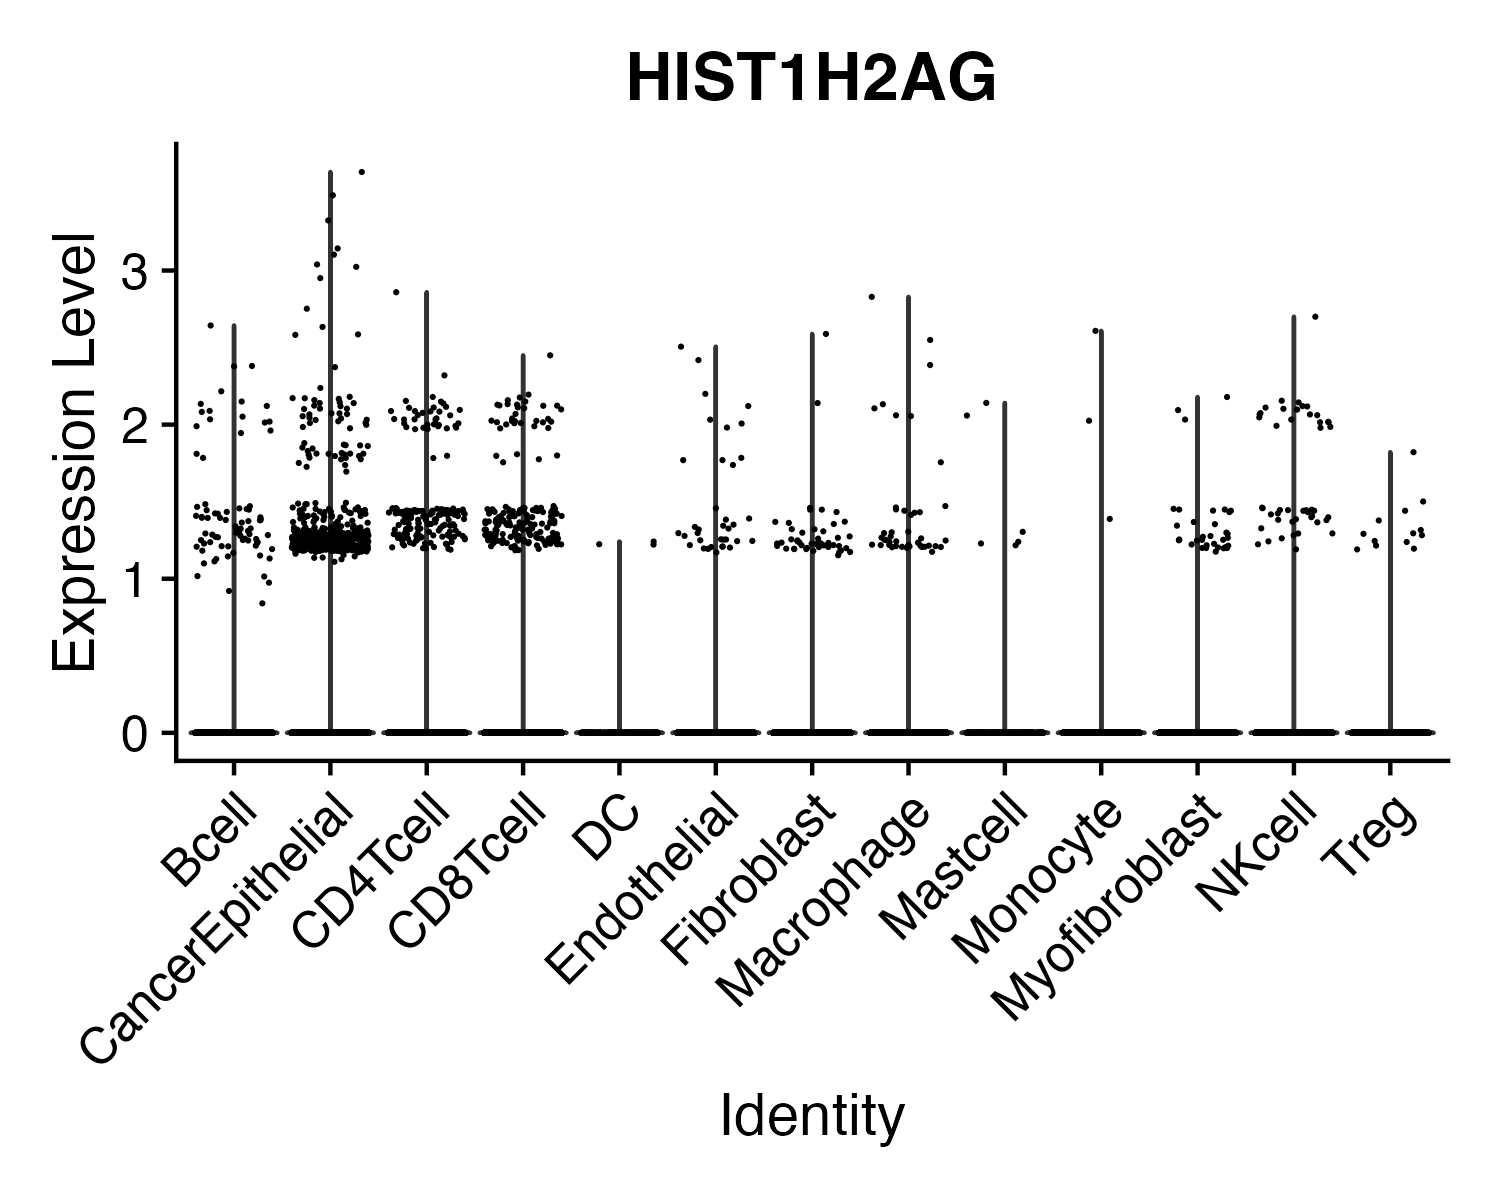 HIST1H2AG
Expression Level
3
2
1
0
Bcell
CancerEpithelial
CD4Tcell
CD8Tcell
DC
Endothelial
Fibroblast
Macrophage
Mastcell
Monocyte
Myofibroblast
NKcell
Treg
Identity